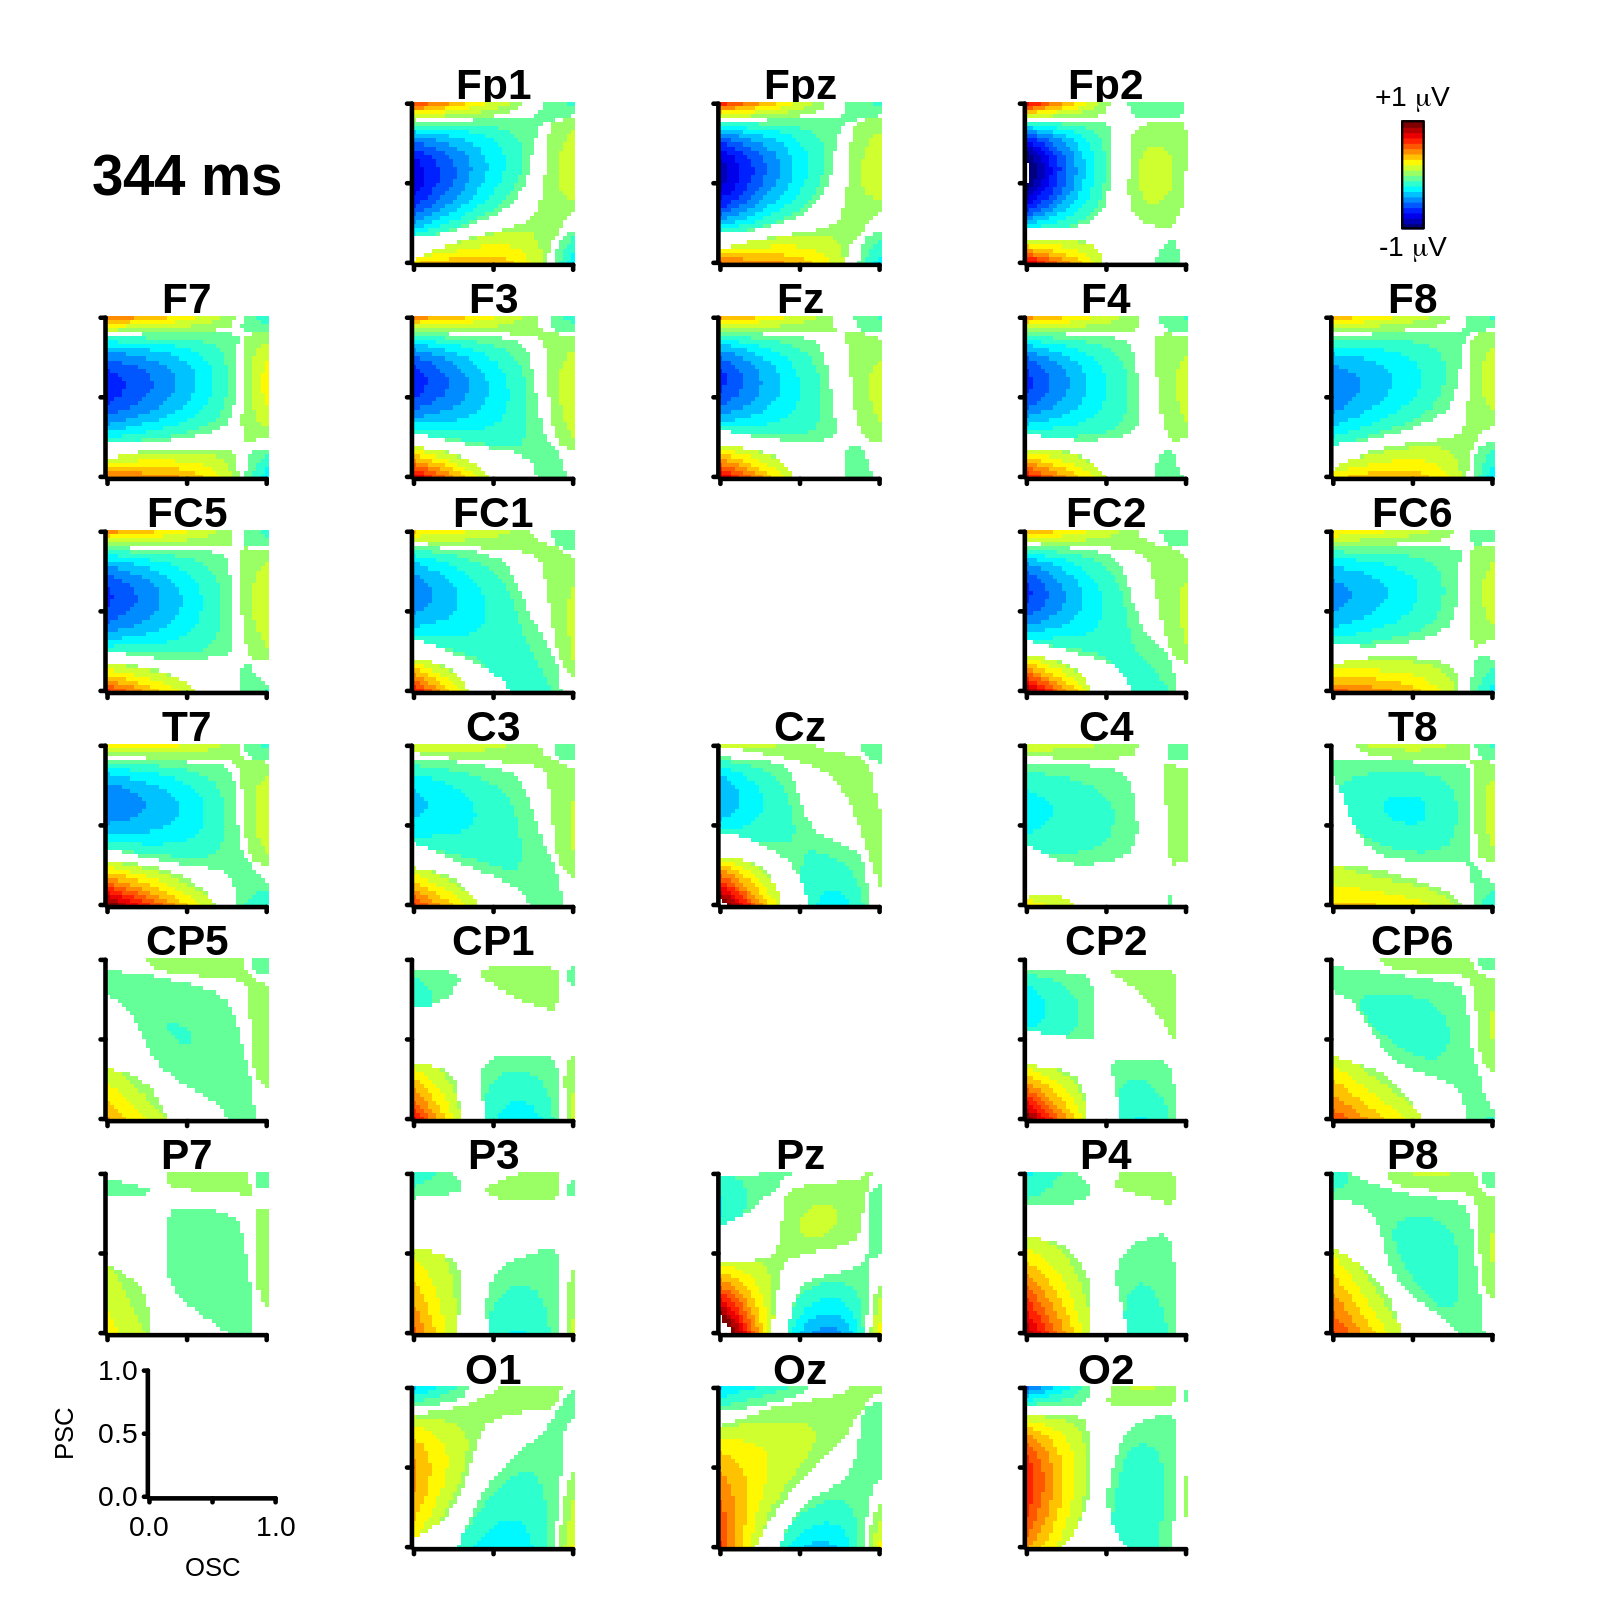 Fp1 Fpz Fp2
+1 μV
344 ms
-1 μV
F7 F3 Fz F4 F8
FC5 FC1 FC2 FC6
T7 C3 Cz C4 T8
CP5 CP1 CP2 CP6
P7 P3 Pz P4 P8
O1 Oz O2
1.0
PSC
0.5
0.0
0.0 1.0
OSC